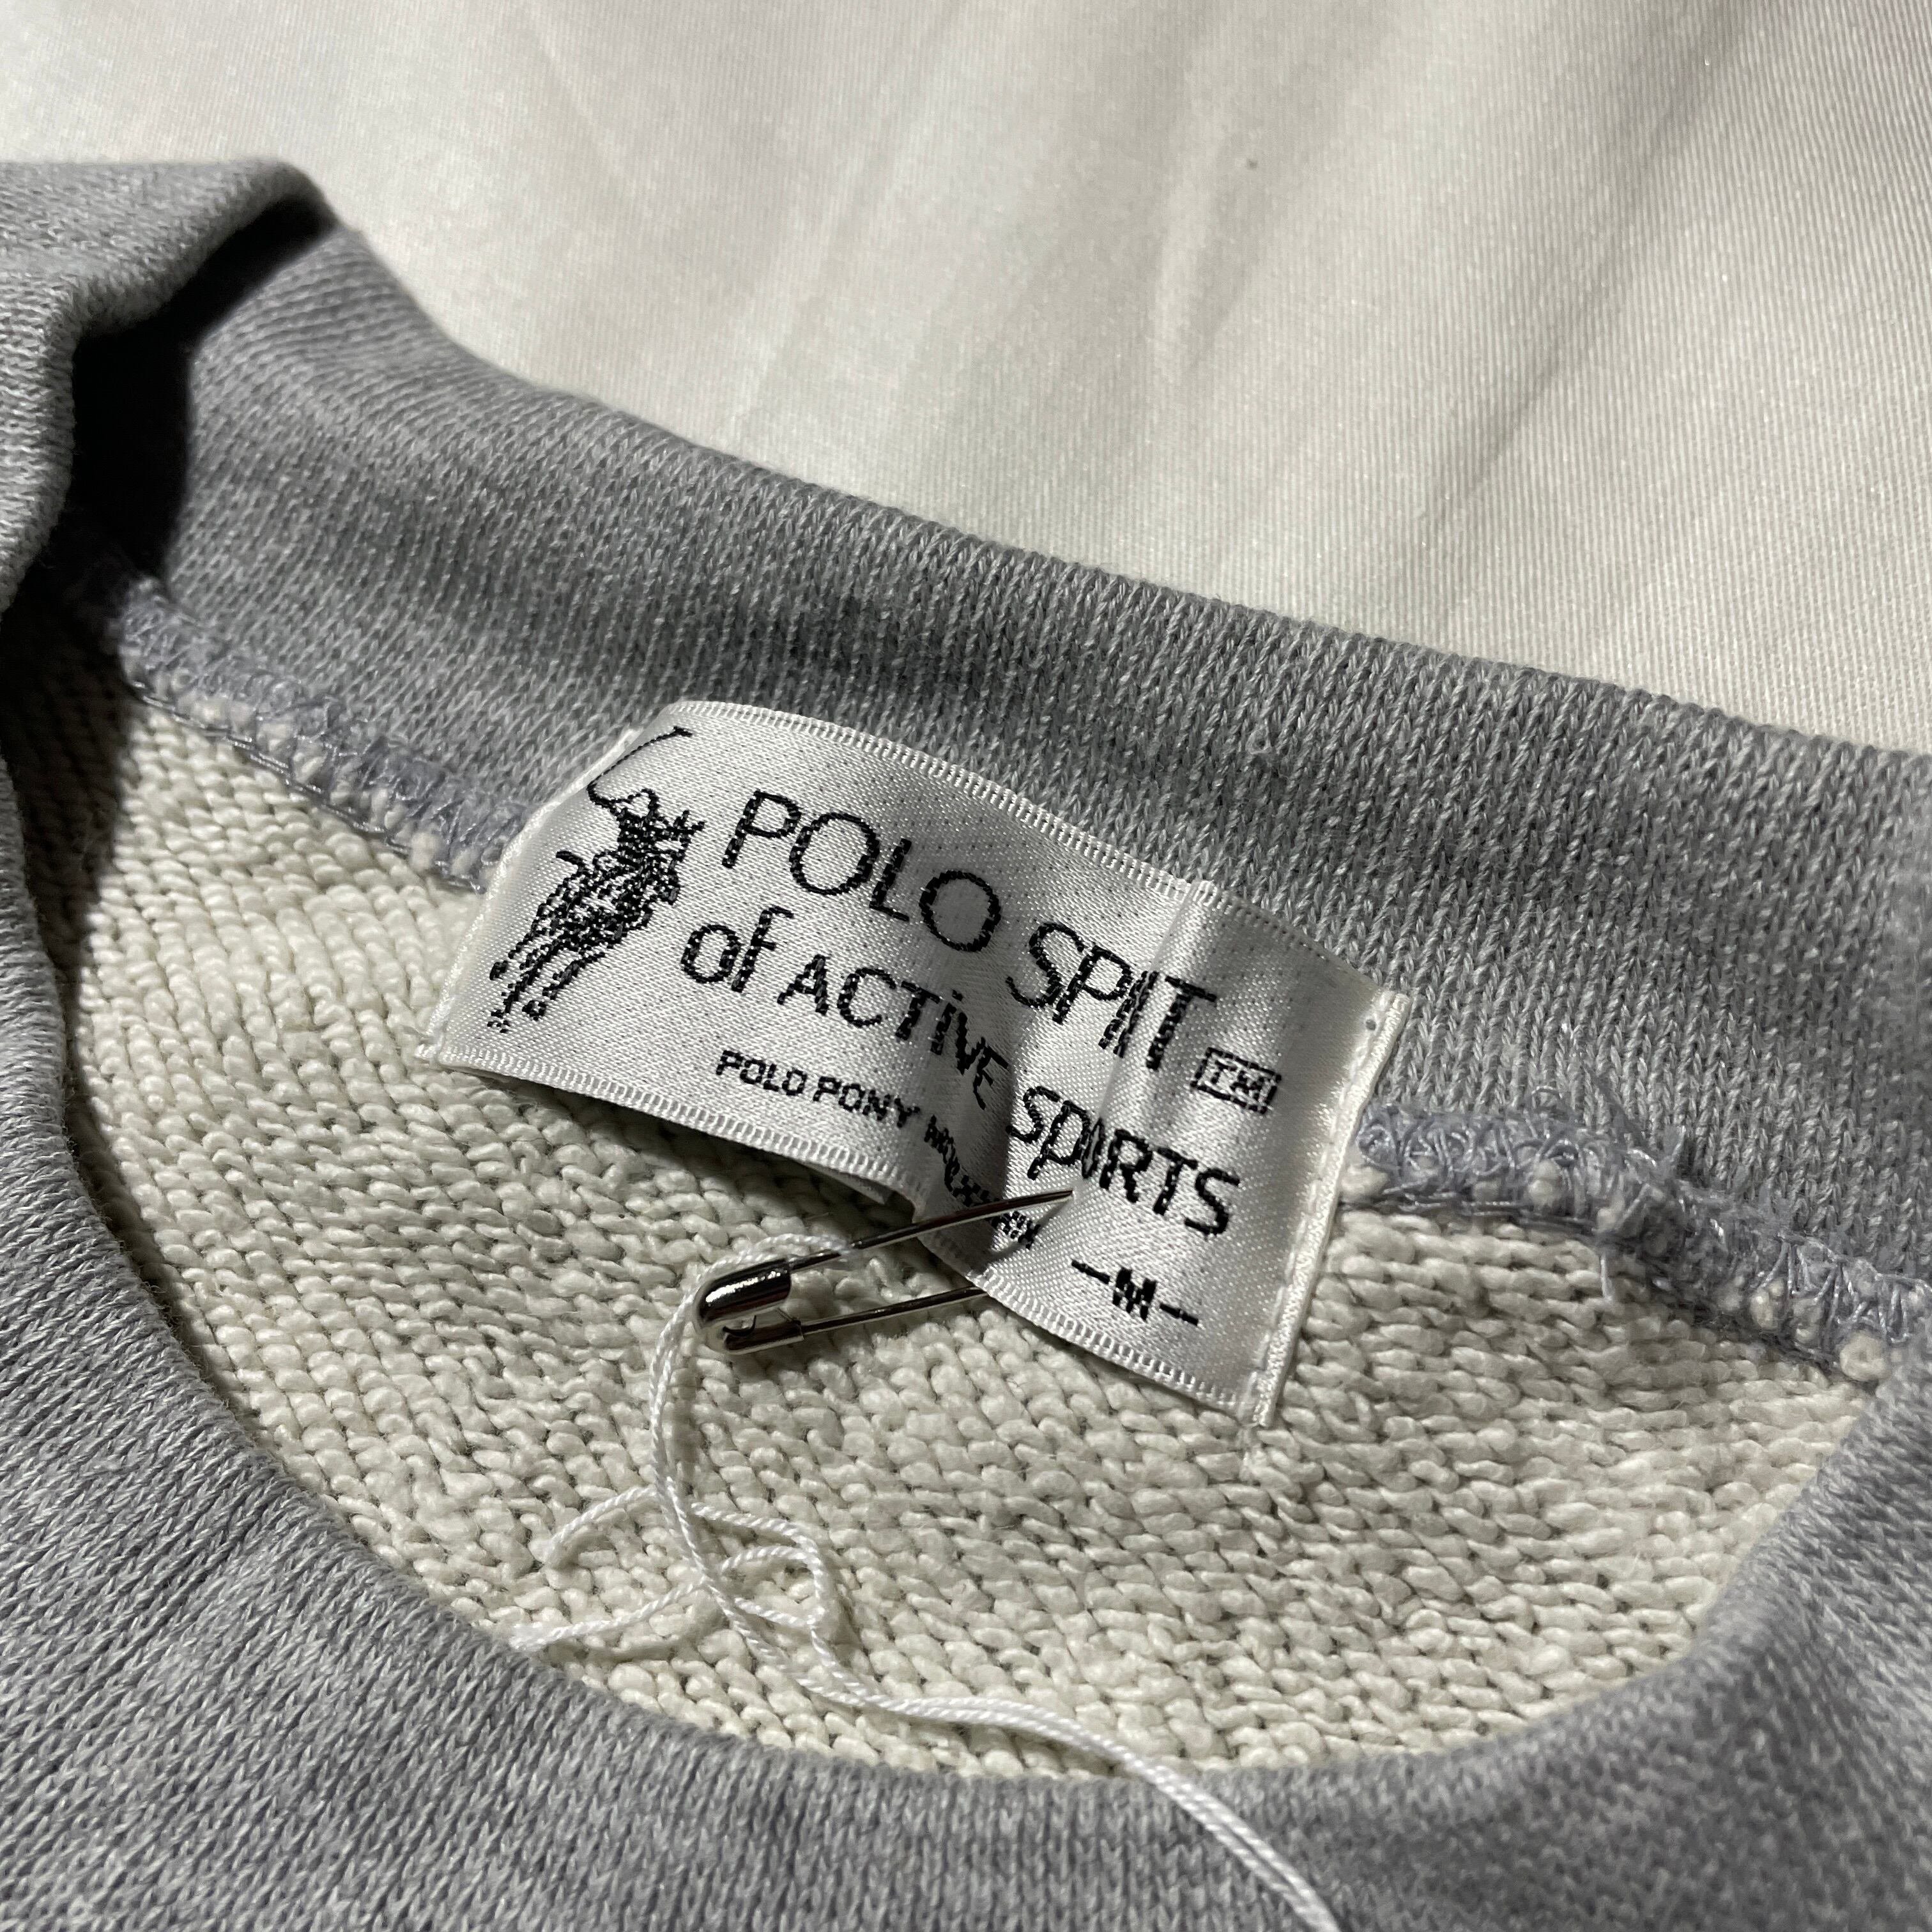 POLO SPIT TM
of ACTiVE SPORTS
POLO PONY
-M-